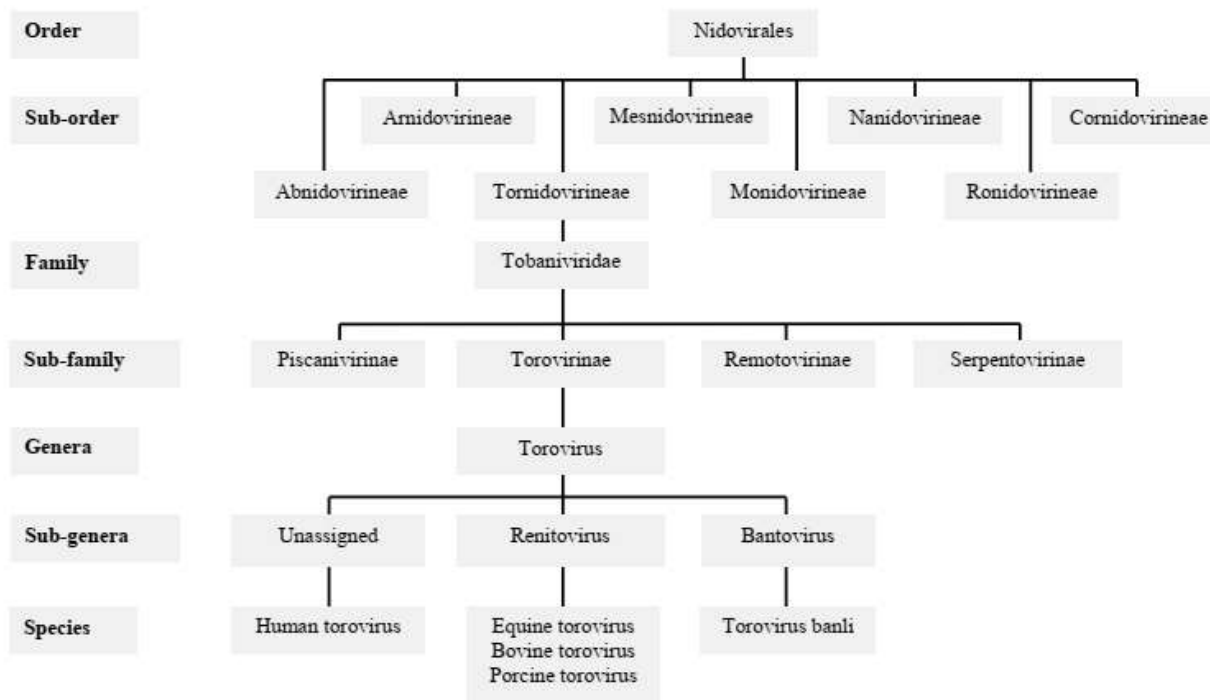 Order
Nidovirales
Sub-order
Arnidovirineae
Mesnidovirineae
Nanidovirineae
Cornidovirineae
Abnidovirineae
Tornidovirineae
Monidovirineae
Ronidovirineae
Family
Tobaniviridae
Sub-family
Piscanivirinae
Torovirinae
Remotovirinae
Serpentovirinae
Genera
Torovirus
Sub-genera
Unassigned
Renitovirus
Bantovirus
Species
Human torovirus
Equine torovirus
Bovine torovirus
Porcine torovirus
Torovirus banli